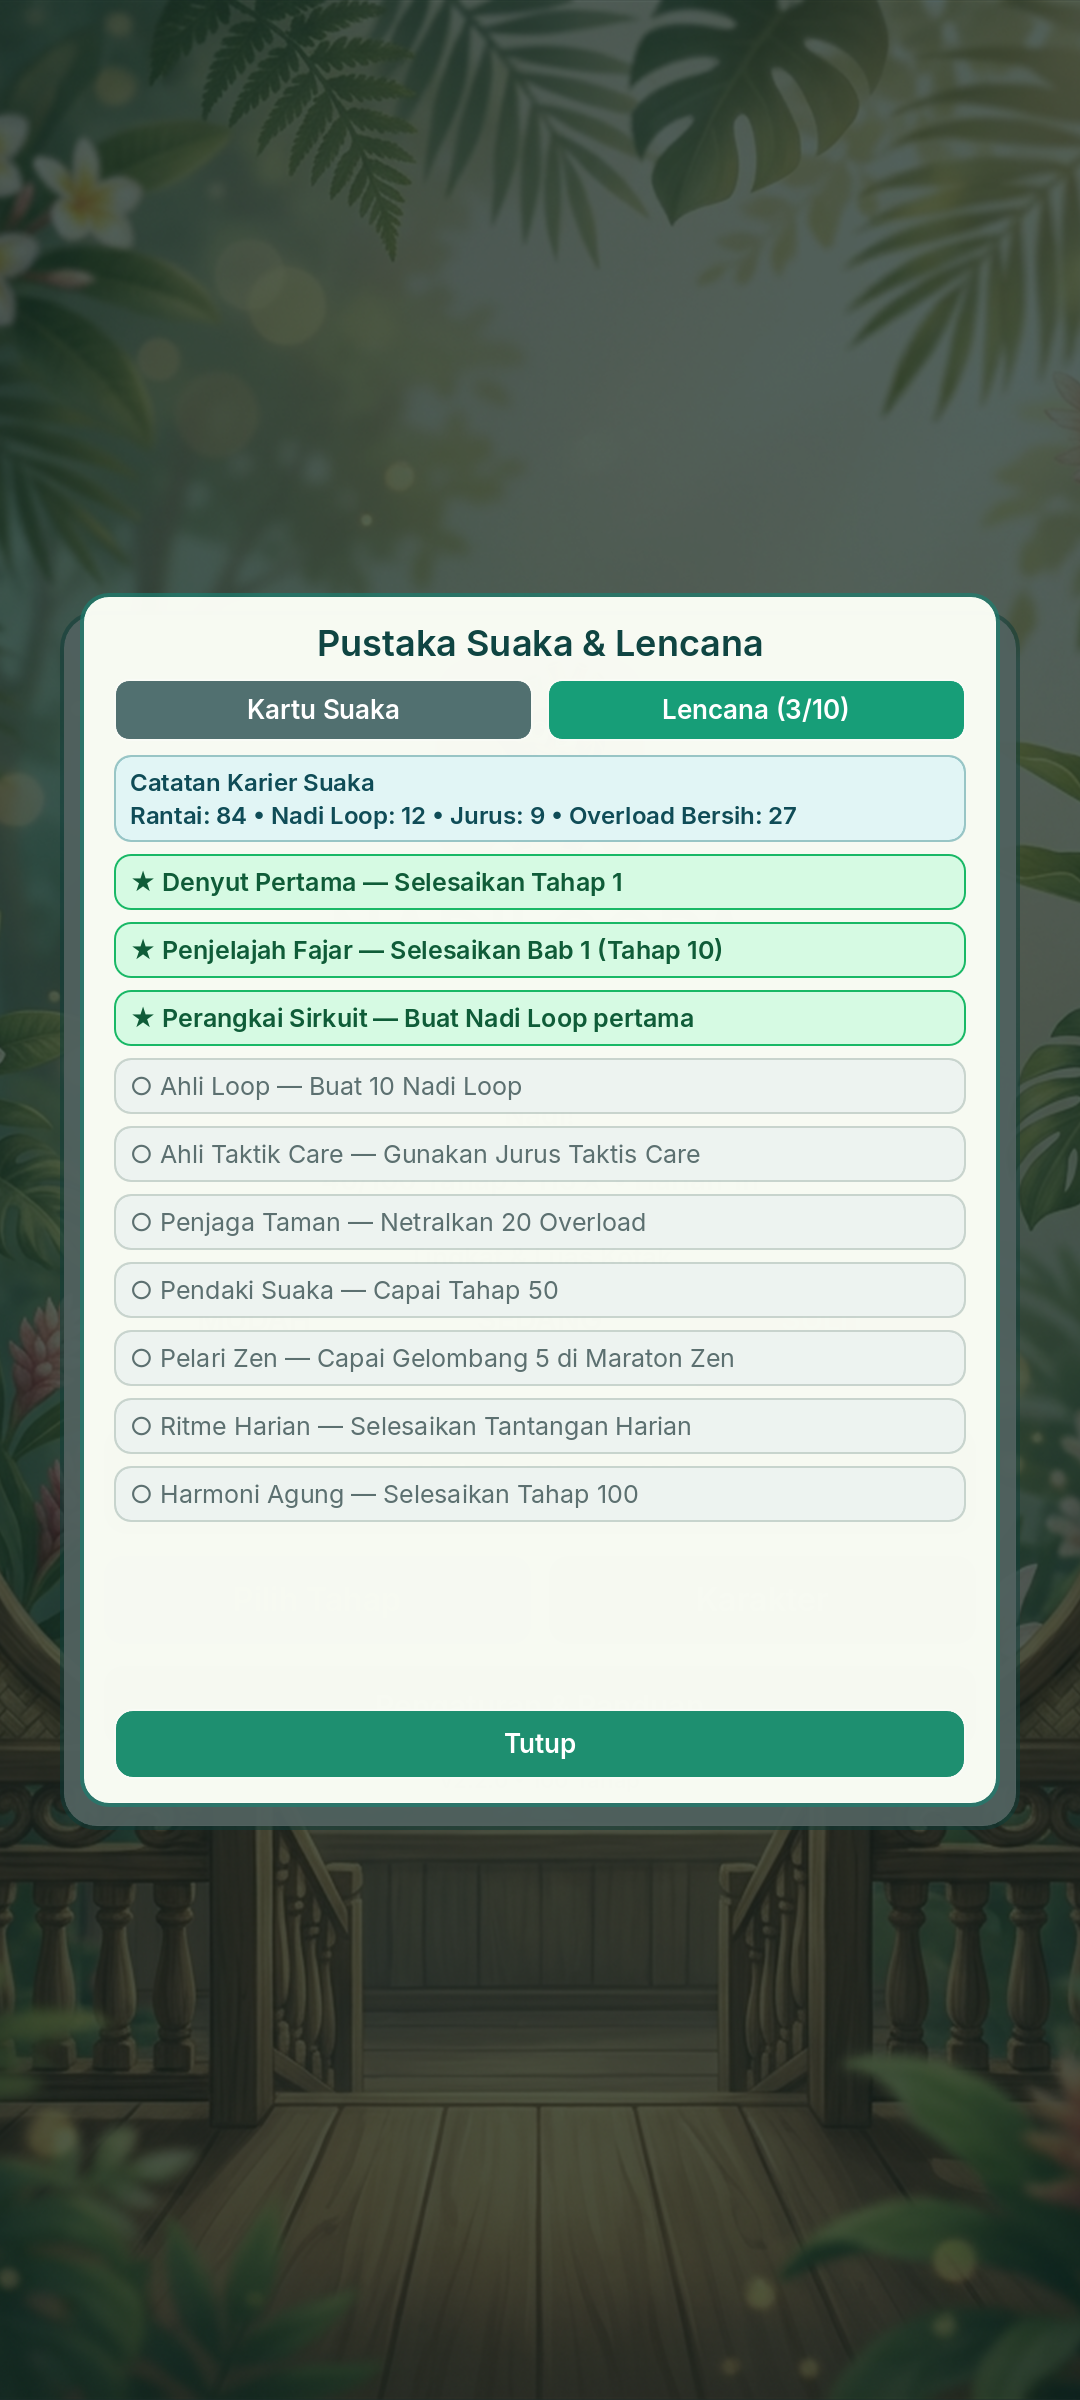 Pustaka Suaka & Lencana
Kartu Suaka
Lencana (3/10)
Catatan Karier Suaka
Rantai: 84 • Nadi Loop: 12 • Jurus: 9 • Overload Bersih: 27
★ Denyut Pertama — Selesaikan Tahap 1
★ Penjelajah Fajar — Selesaikan Bab 1 (Tahap 10)
★ Perangkai Sirkuit — Buat Nadi Loop pertama
○ Ahli Loop — Buat 10 Nadi Loop
○ Ahli Taktik Care — Gunakan Jurus Taktis Care
○ Penjaga Taman — Netralkan 20 Overload
○ Pendaki Suaka — Capai Tahap 50
○ Pelari Zen — Capai Gelombang 5 di Maraton Zen
○ Ritme Harian — Selesaikan Tantangan Harian
○ Harmoni Agung — Selesaikan Tahap 100
Tutup